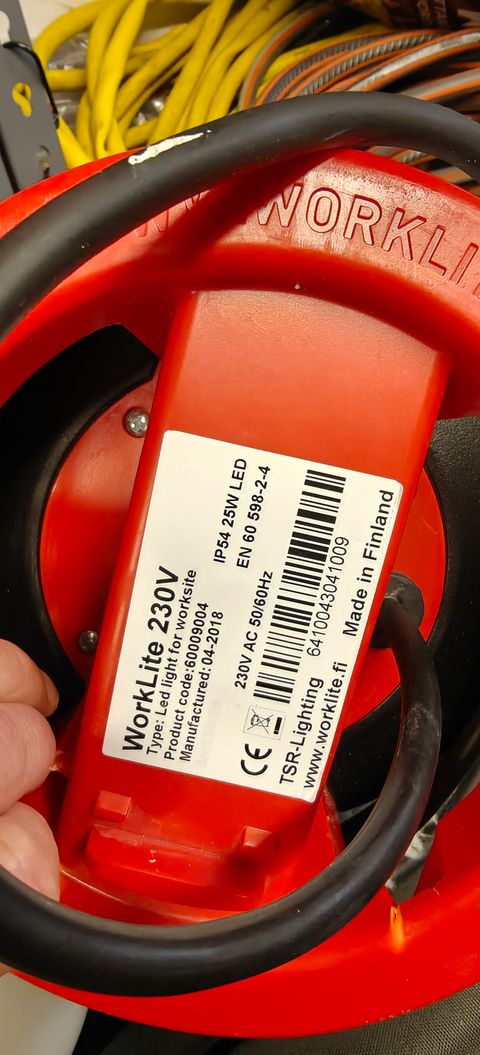 WORKLI
WorkLite 230V
Type: Led light for worksite
Product code:60009004
Manufactured: 04-2018
IP54 25W LED
EN 60 598-2-4
230V AC 50/60Hz
CE
TSR-Lighting
www.worklite.fi
6410043041009
Made in Finland